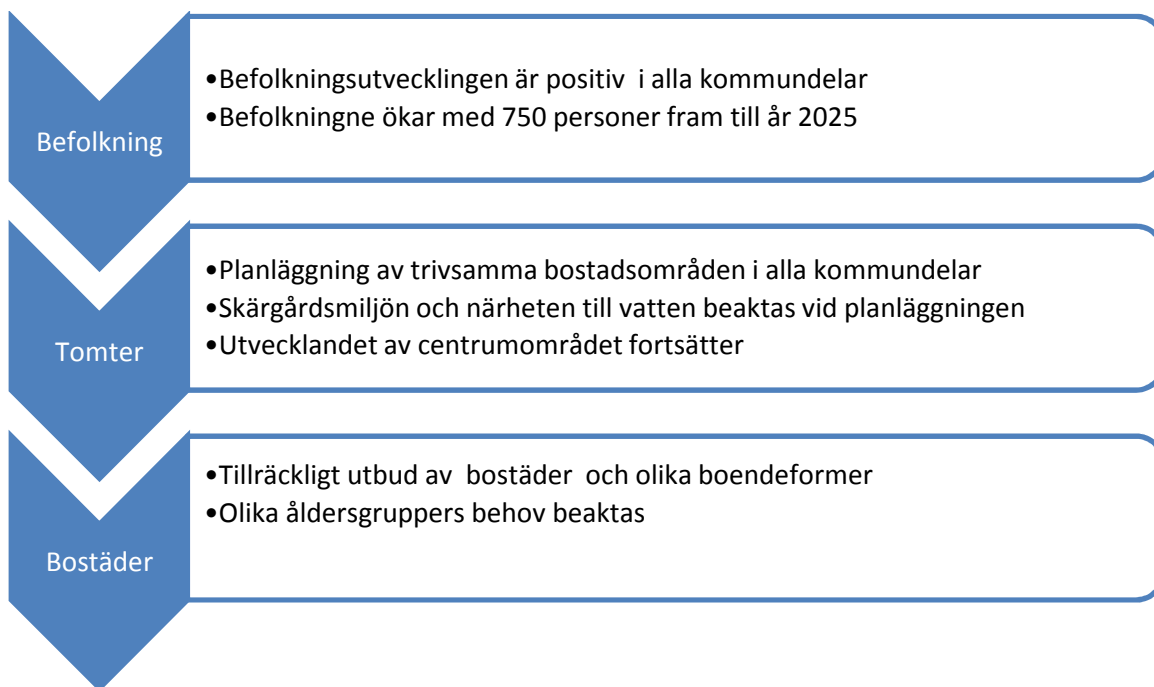 Befolkning
•Befolkningsutvecklingen är positiv  i alla kommundelar
•Befolkningne ökar med 750 personer fram till år 2025
Tomter
•Planläggning av trivsamma bostadsområden i alla kommundelar
•Skärgårdsmiljön och närheten till vatten beaktas vid planläggningen
•Utvecklandet av centrumområdet fortsätter
Bostäder
•Tillräckligt utbud av  bostäder  och olika boendeformer
•Olika åldersgruppers behov beaktas